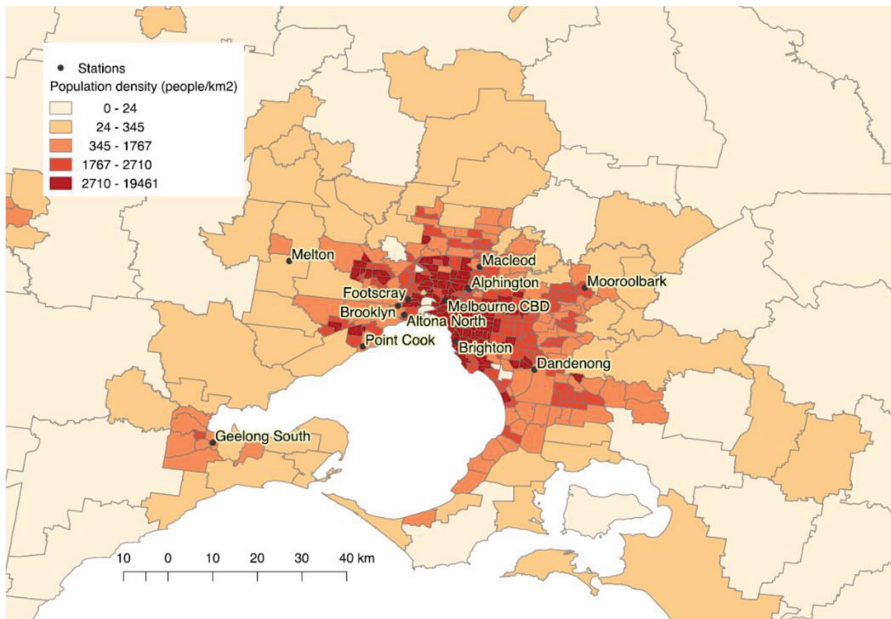 Stations
Population density (people/km2)
0 - 24
24 - 345
345 - 1767
1767 - 2710
2710 - 19461
Melton
Macleod
Alphington
Mooroolbark
Footscray
Melbourne CBD
Brooklyn
Altona North
Point Cook
Brighton
Dandenong
Geelong South
10 0 10 20 30 40 km